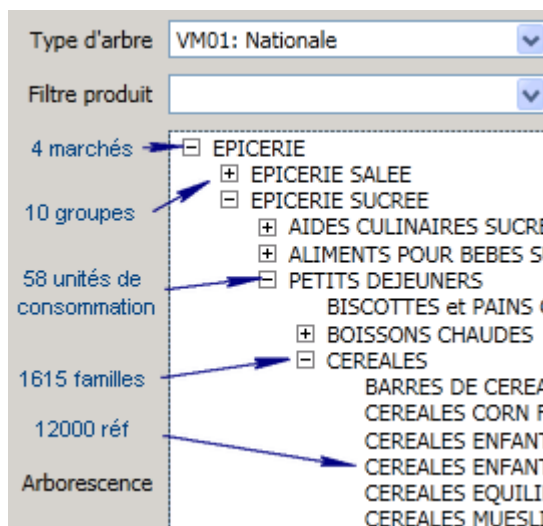 Type d'arbre VM01: Nationale
Filtre produit
4 marchés EPICERIE
EPICERIE SALEE
10 groupes EPICERIE SUCREE
AIDES CULINAIRES SUCRE
ALIMENTS POUR BEBES S
58 unités de PETITS DEJEUNERS
consommation BISCOTTES et PAINS
BOISSONS CHAUDES
1615 familles CEREALES
BARRES DE CEREA
12000 réf CEREALES CORN F
CEREALES ENFANT
CEREALES ENFANT
Arborescence CEREALES EQUILI
CEREALES MUESLI